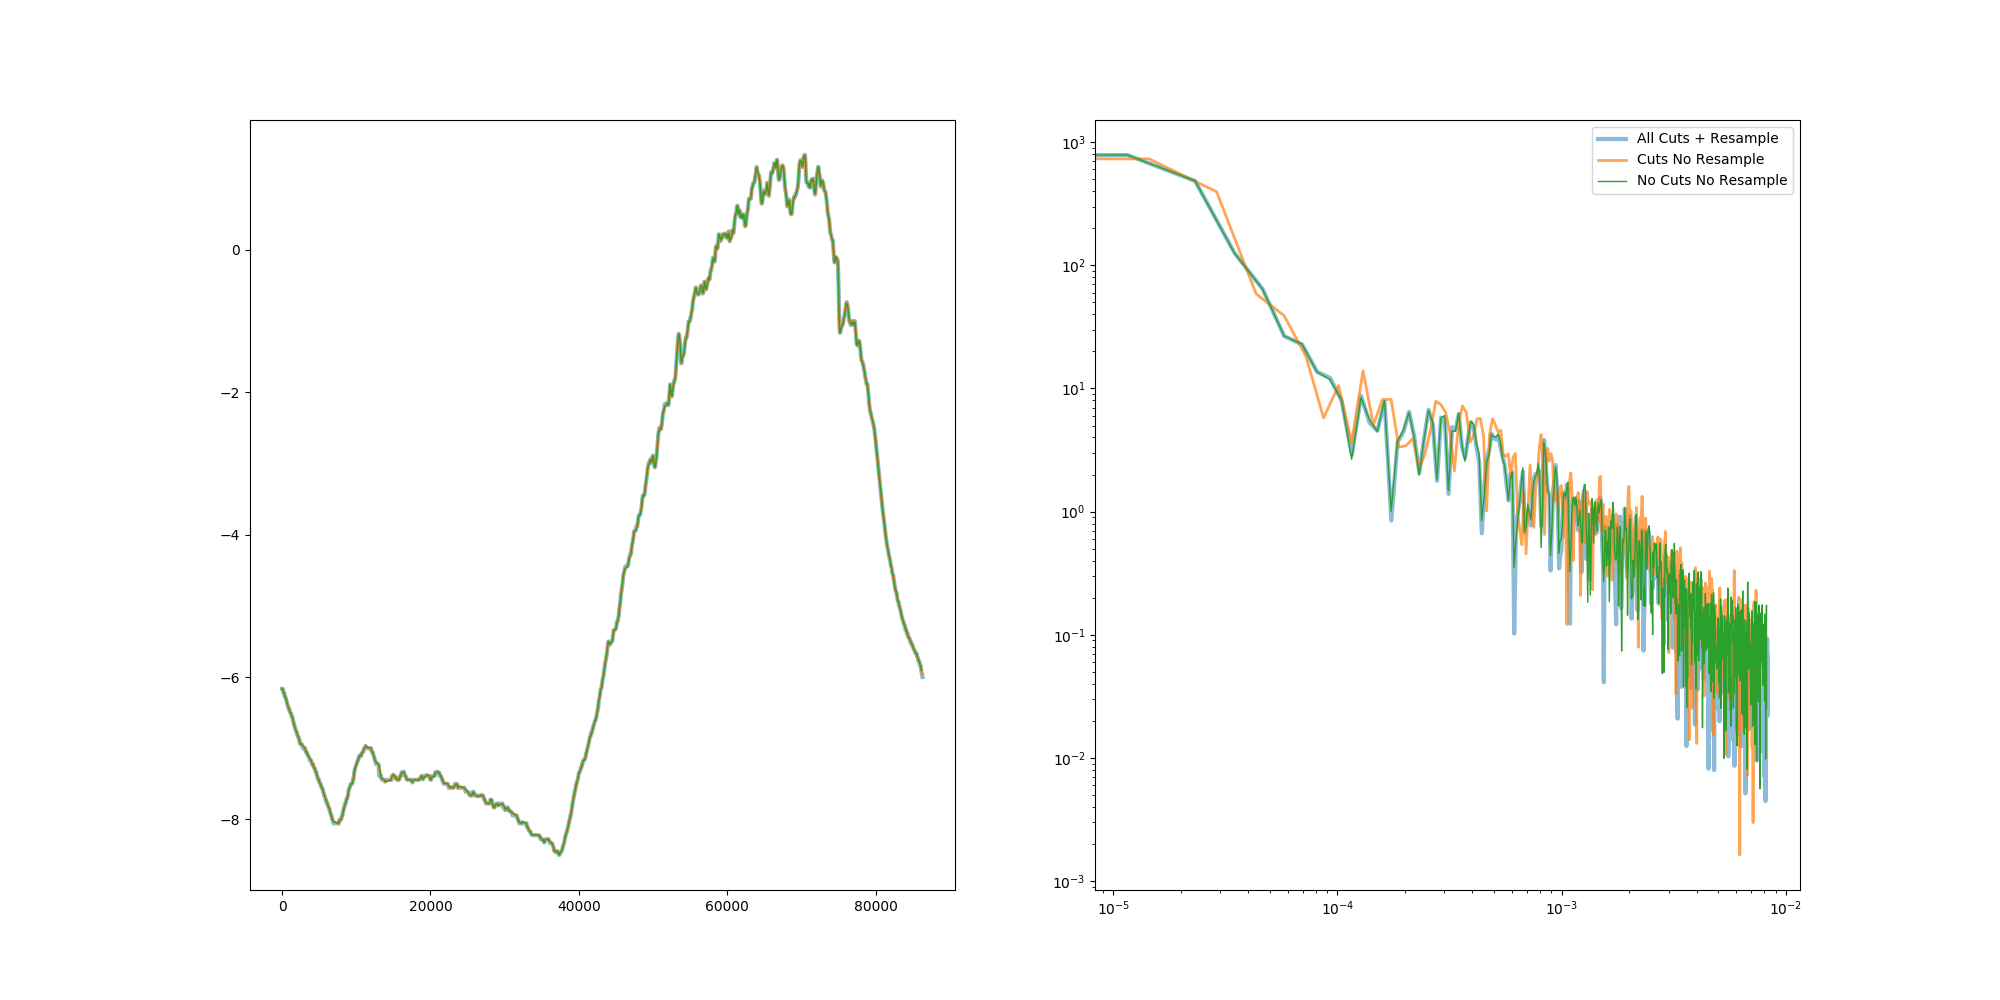 0
−2
−4
−6
−8
0 20000 40000 60000 80000
10³
10²
10¹
10⁰
10⁻¹
10⁻²
10⁻³
10⁻⁵ 10⁻⁴ 10⁻³ 10⁻²
All Cuts + Resample
Cuts No Resample
No Cuts No Resample